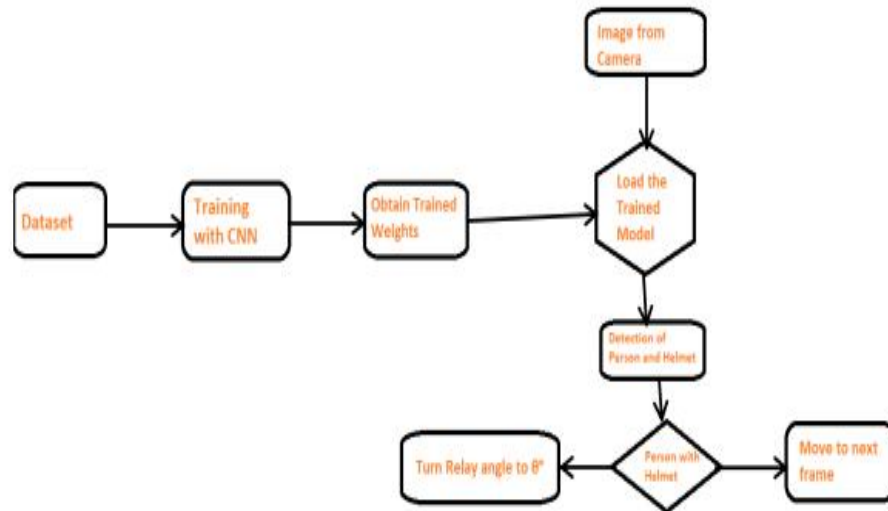 Image from
Camera
Load the
Trained
Model
Dataset
Training
with CNN
Obtain Trained
Weights
Detection of
Person and Helmet
Turn Relay angle to θ°
Person with
Helmet
Move to next
frame